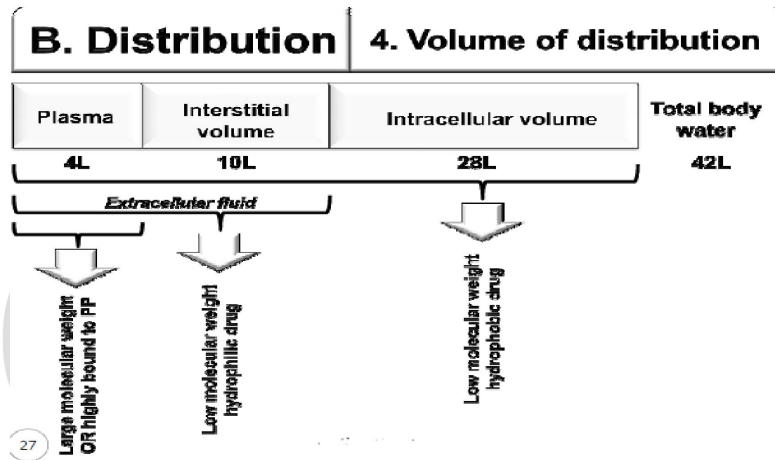 B. Distribution
4. Volume of distribution
Plasma
Interstitial
volume
Intracellular volume
Total body
water
4L
10L
28L
42L
Extracellular fluid
Large molecular weight
OR highly bound to PP
Low molecular weight
hydrophilic drug
Low molecular weight
hydrophobic drug
27